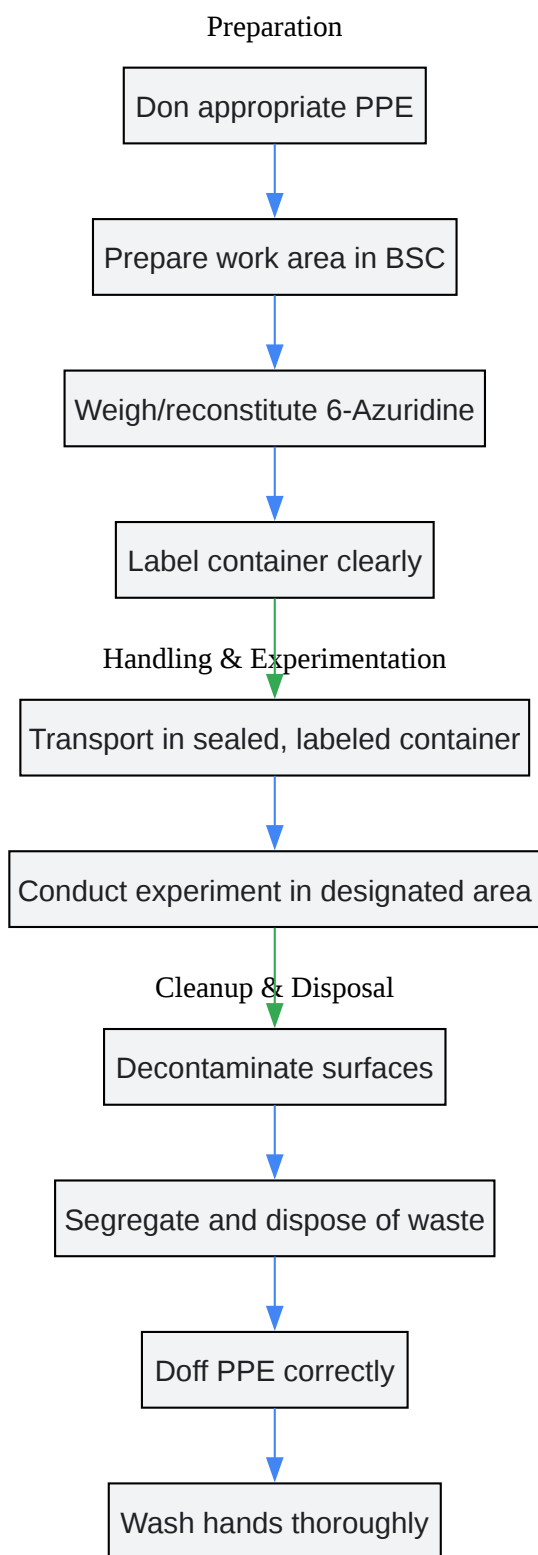 Preparation
Don appropriate PPE
Prepare work area in BSC
Weigh/reconstitute 6-Azuridine
Label container clearly
Handling & Experimentation
Transport in sealed, labeled container
Conduct experiment in designated area
Cleanup & Disposal
Decontaminate surfaces
Segregate and dispose of waste
Doff PPE correctly
Wash hands thoroughly